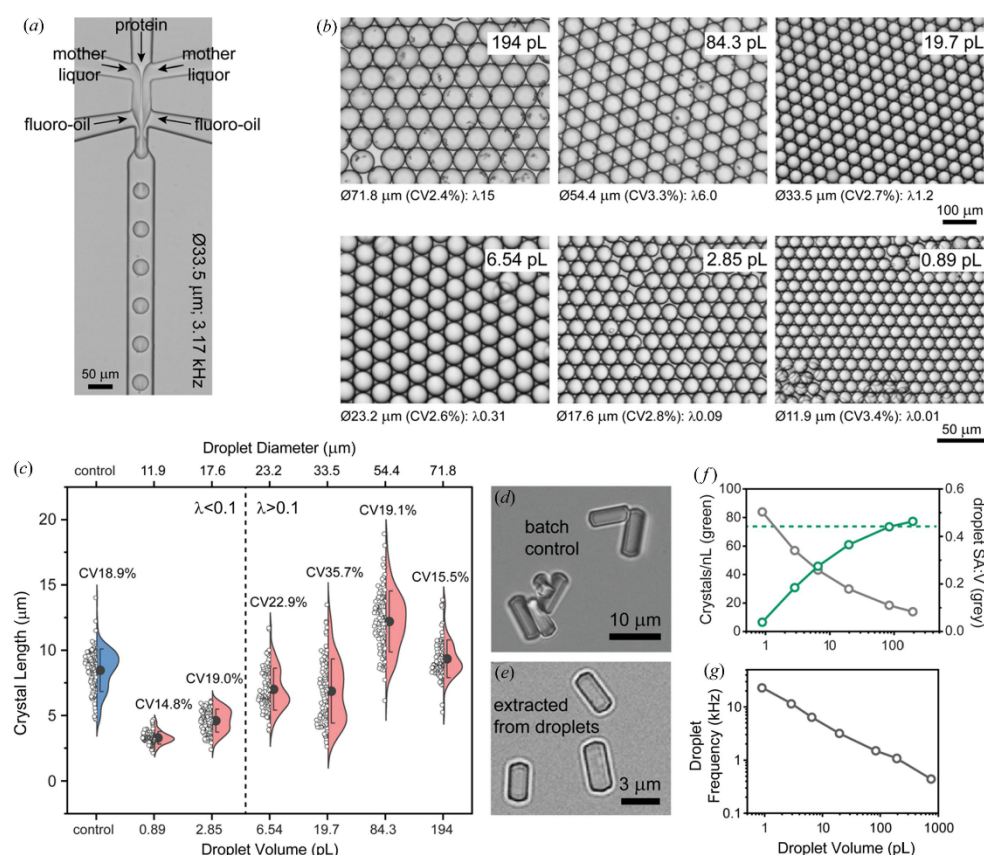 (a)
protein
mother
liquor
mother
liquor
fluoro-oil
fluoro-oil
Ø33.5 µm; 3.17 kHz
50 µm
(b)
194 pL
84.3 pL
19.7 pL
Ø71.8 µm (CV2.4%): λ15
Ø54.4 µm (CV3.3%): λ6.0
Ø33.5 µm (CV2.7%): λ1.2
100 µm
6.54 pL
2.85 pL
0.89 pL
Ø23.2 µm (CV2.6%): λ0.31
Ø17.6 µm (CV2.8%): λ0.09
Ø11.9 µm (CV3.4%): λ0.01
50 µm
(c)
Droplet Diameter (µm)
control 11.9 17.6 23.2 33.5 54.4 71.8
λ<0.1 λ>0.1
CV18.9%
CV14.8%
CV19.0%
CV22.9%
CV35.7%
CV19.1%
CV15.5%
Crystal Length (µm)
20
15
10
5
0
control 0.89 2.85 6.54 19.7 84.3 194
Droplet Volume (pL)
(d)
batch
control
10 µm
(e)
extracted
from droplets
3 µm
(f)
Crystals/nL (green)
100
80
60
40
20
0
0.6
0.4
0.2
0.0
droplet SA:V (grey)
1 10 100
(g)
Droplet
Frequency (kHz)
10
1
0.1
1 10 100 1000
Droplet Volume (pL)